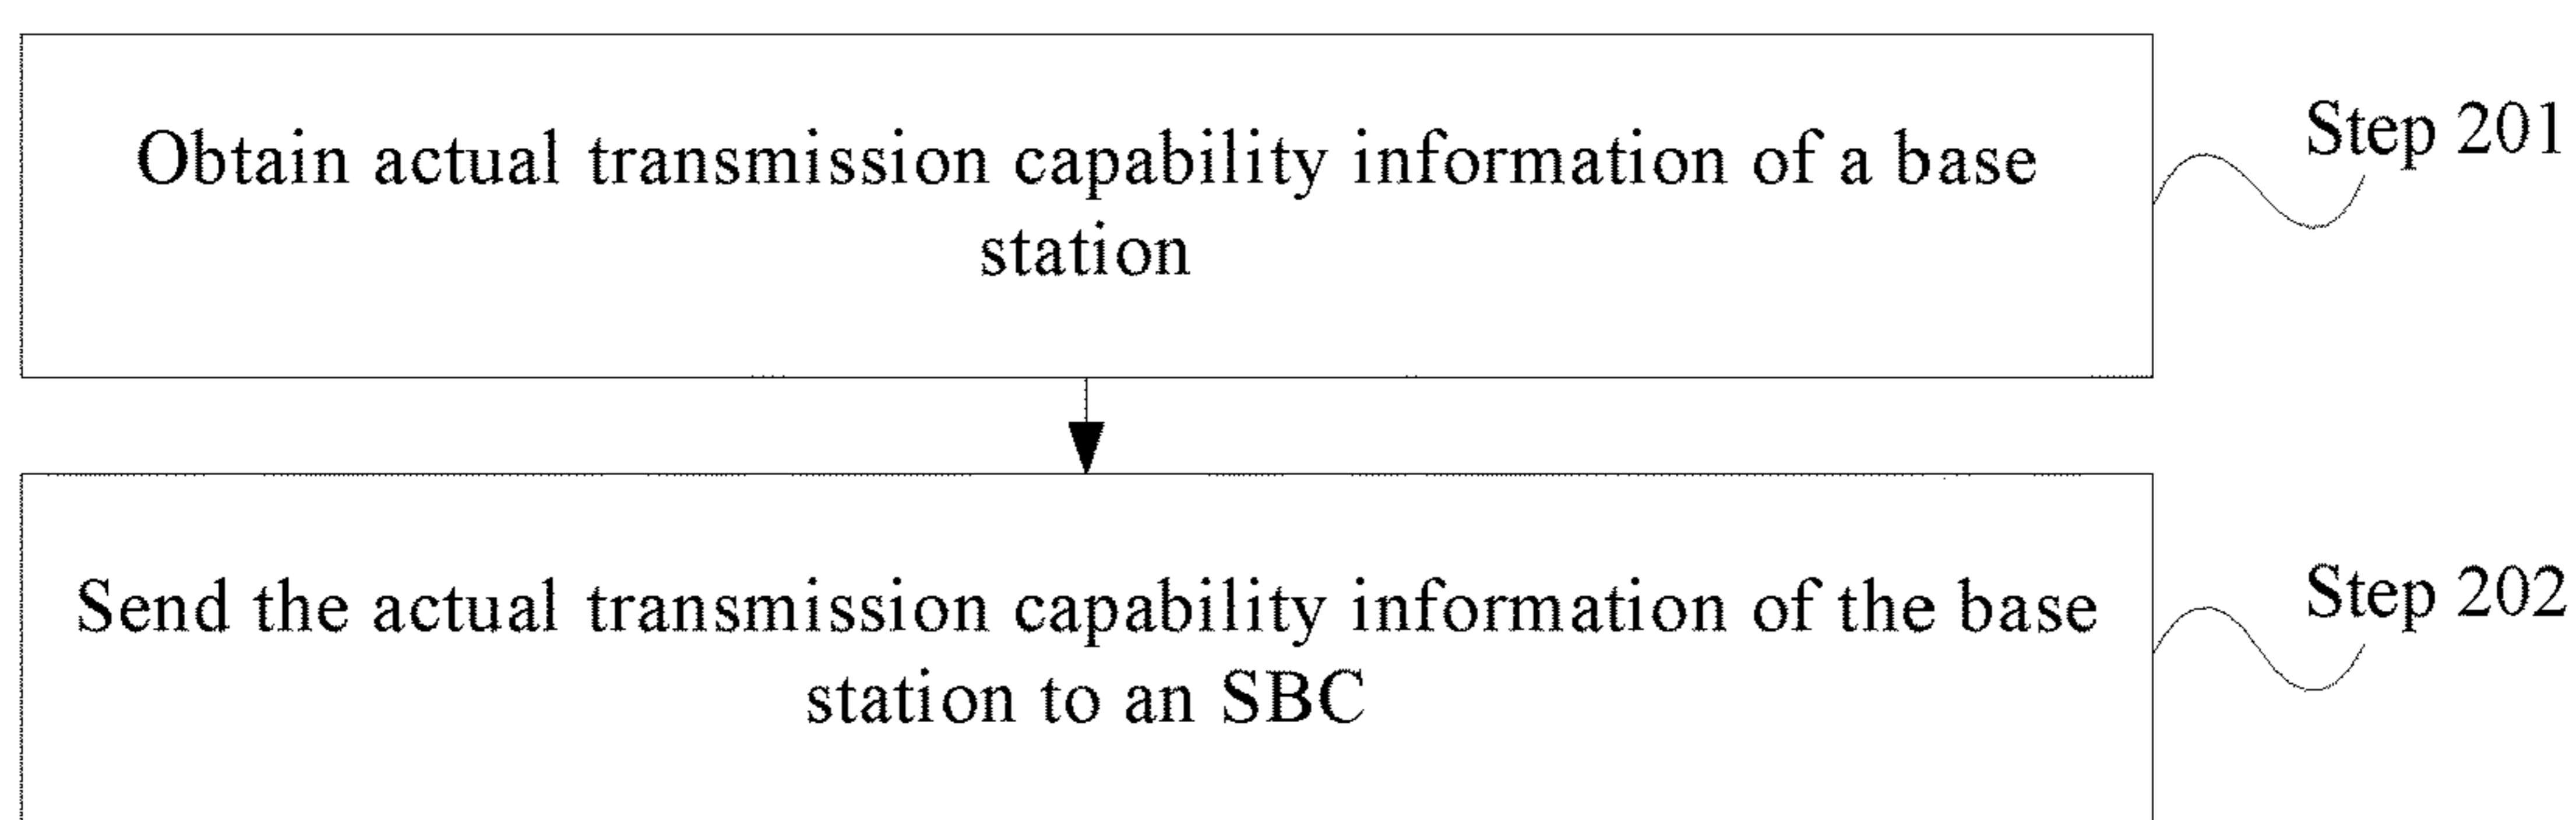 Obtain actual transmission capability information of a base
station
Step 201
Send the actual transmission capability information of the base
station to an SBC
Step 202